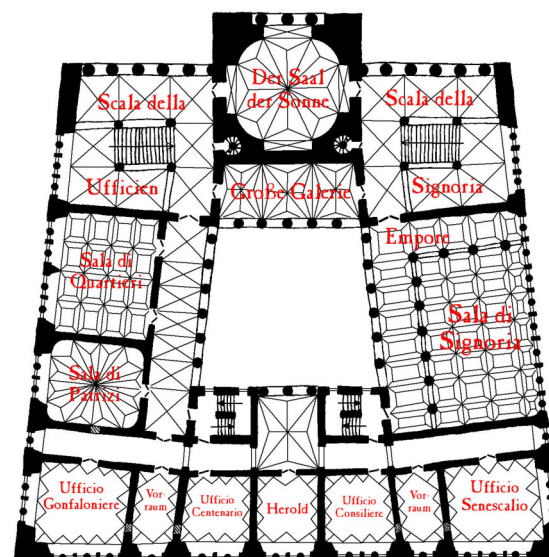 Der Saal
der Sonne
Scala della
Ufficien
Große Galerie
Scala della
Signoria
Empore
Sala di
Quartieri
Sala di
Signoria
Sala di
Patrizi
Ufficio
Gonfaloniere
Vor-
raum
Ufficio
Centenario
Herold
Ufficio
Consiliere
Vor-
raum
Ufficio
Senescalio